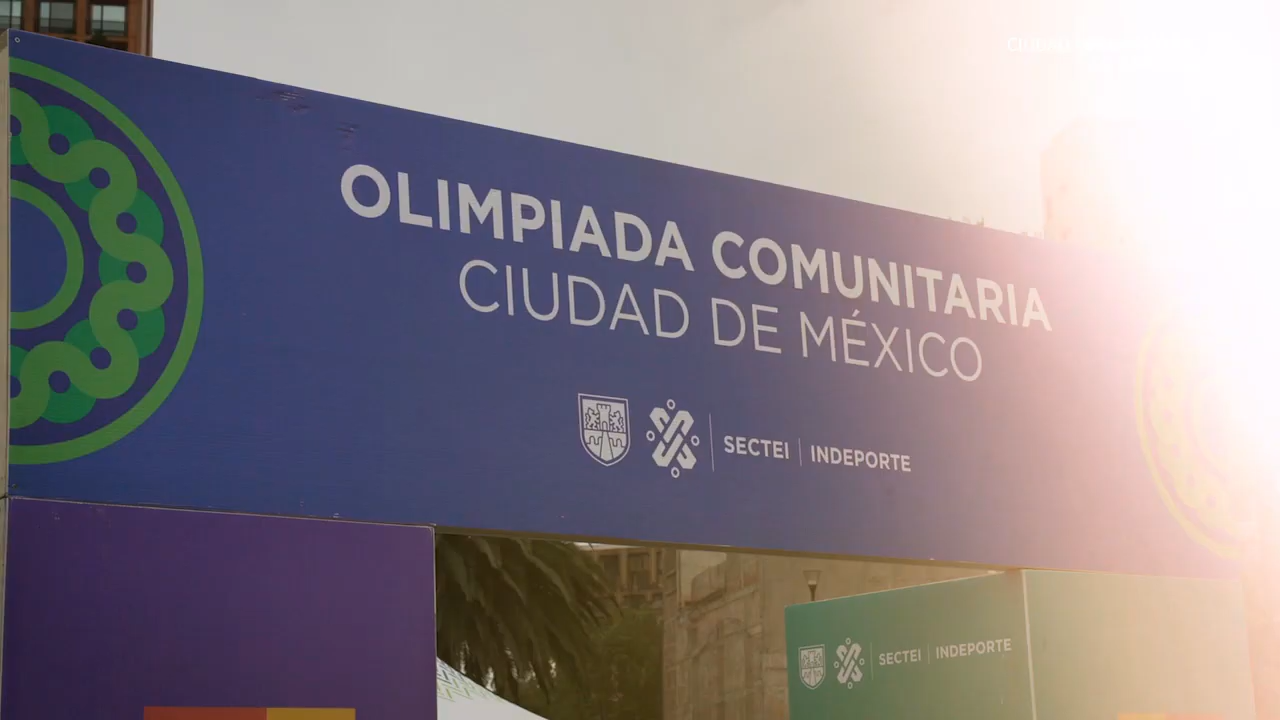 OLIMPIADA COMUNITARIA
CIUDAD DE MÉXICO
SECTEI | INDEPORTE
SECTEI | INDEPORTE